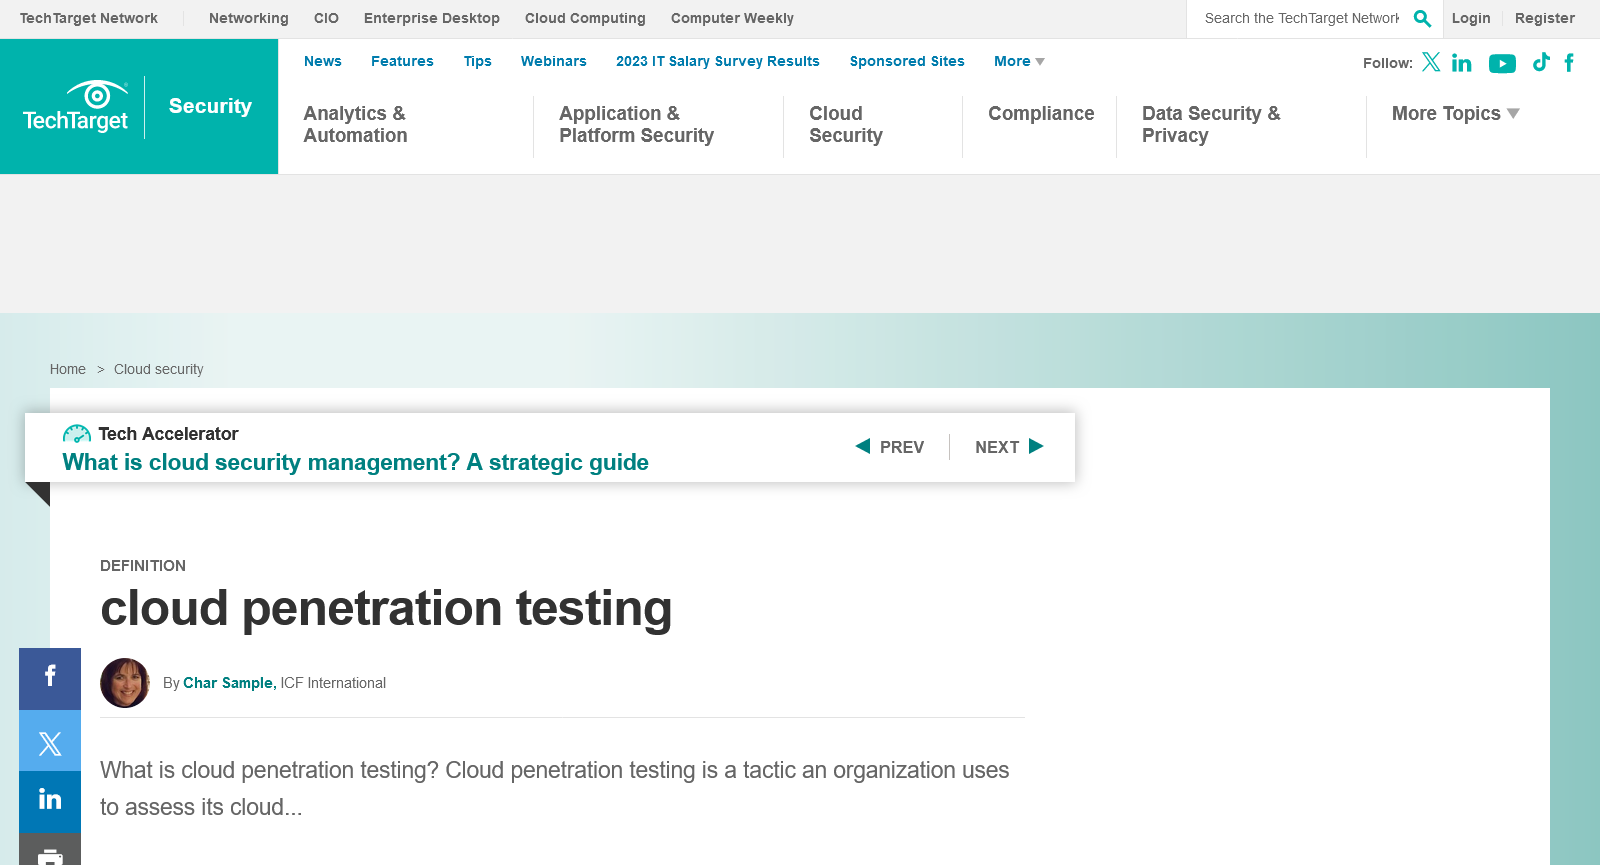 TechTarget Network
Networking
CIO
Enterprise Desktop
Cloud Computing
Computer Weekly
Search the TechTarget Network
Login
Register
TechTarget
Security
News
Features
Tips
Webinars
2023 IT Salary Survey Results
Sponsored Sites
More
Follow:
Analytics &
Automation
Application &
Platform Security
Cloud
Security
Compliance
Data Security &
Privacy
More Topics
Home > Cloud security
Tech Accelerator
What is cloud security management? A strategic guide
PREV
NEXT
DEFINITION
cloud penetration testing
By Char Sample, ICF International
What is cloud penetration testing? Cloud penetration testing is a tactic an organization uses
to assess its cloud...